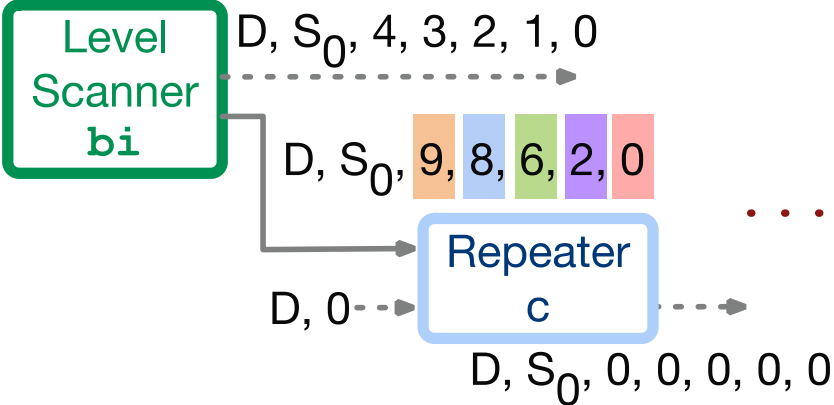 Level
Scanner
bi
D, S0, 4, 3, 2, 1, 0
D, S0, 9, 8, 6, 2, 0
Repeater
c
D, 0
D, S0, 0, 0, 0, 0, 0
. . .